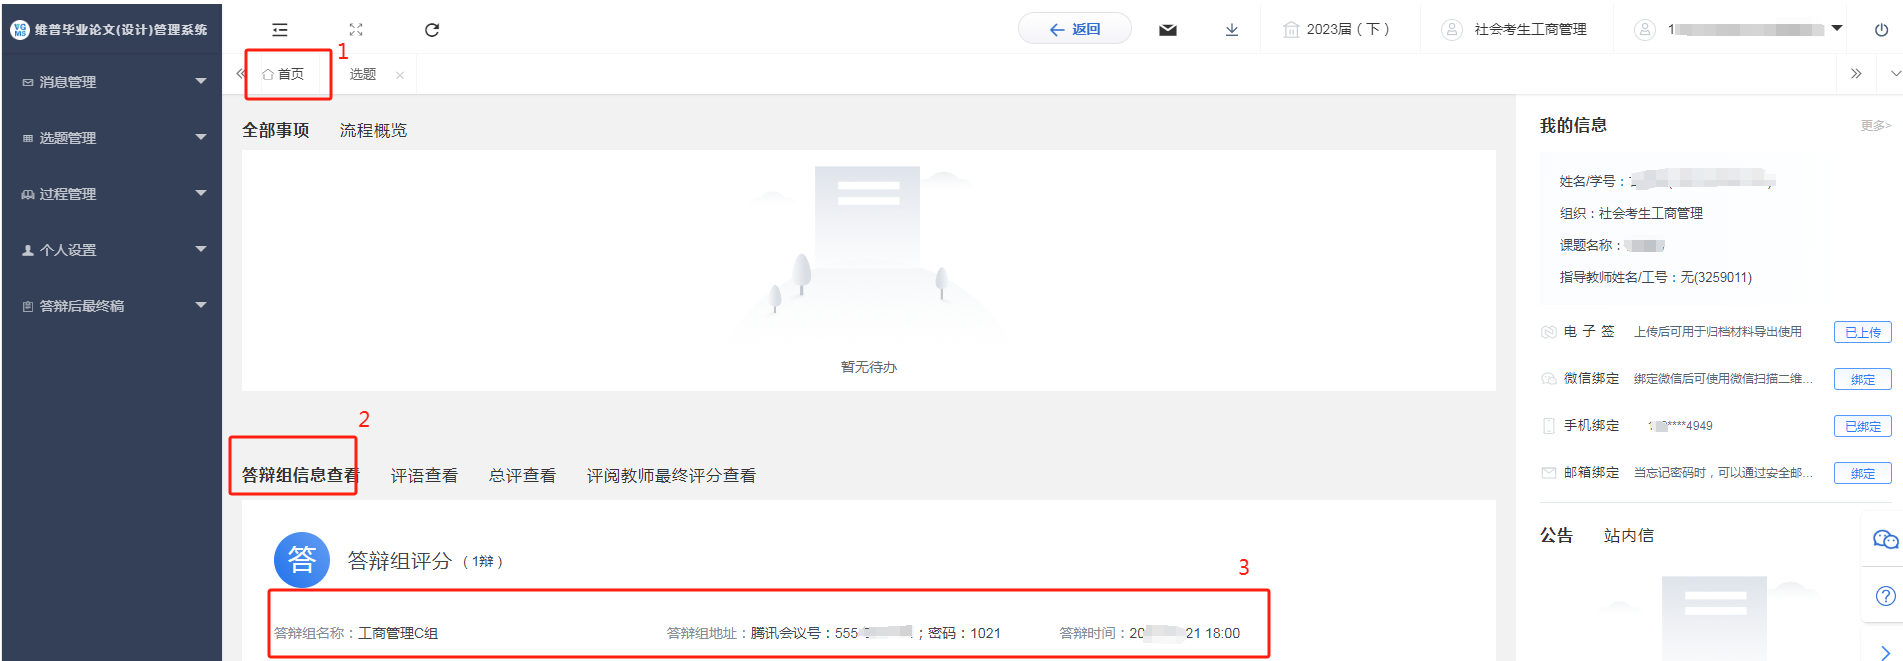 VG MS 维普毕业论文(设计)管理系统
返回
2023届（下）
社会考生工商管理
1
消息管理
选题管理
过程管理
个人设置
答辩后最终稿
首页
选题
1
全部事项 流程概览
暂无待办
2
答辩组信息查看 评语查看 总评查看 评阅教师最终评分查看
答 答辩组评分（1辩）
3
答辩组名称：工商管理C组 答辩组地址：腾讯会议号：555 ；密码：1021 答辩时间：20 21 18:00
我的信息 更多>
姓名/学号：
组织：社会考生工商管理
课题名称：
指导教师姓名/工号：无(3259011)
电子签 上传后可用于归档材料导出使用 已上传
微信绑定 绑定微信后可使用微信扫描二维... 绑定
手机绑定 1 ****4949 已绑定
邮箱绑定 当忘记密码时，可以通过安全邮... 绑定
公告 站内信